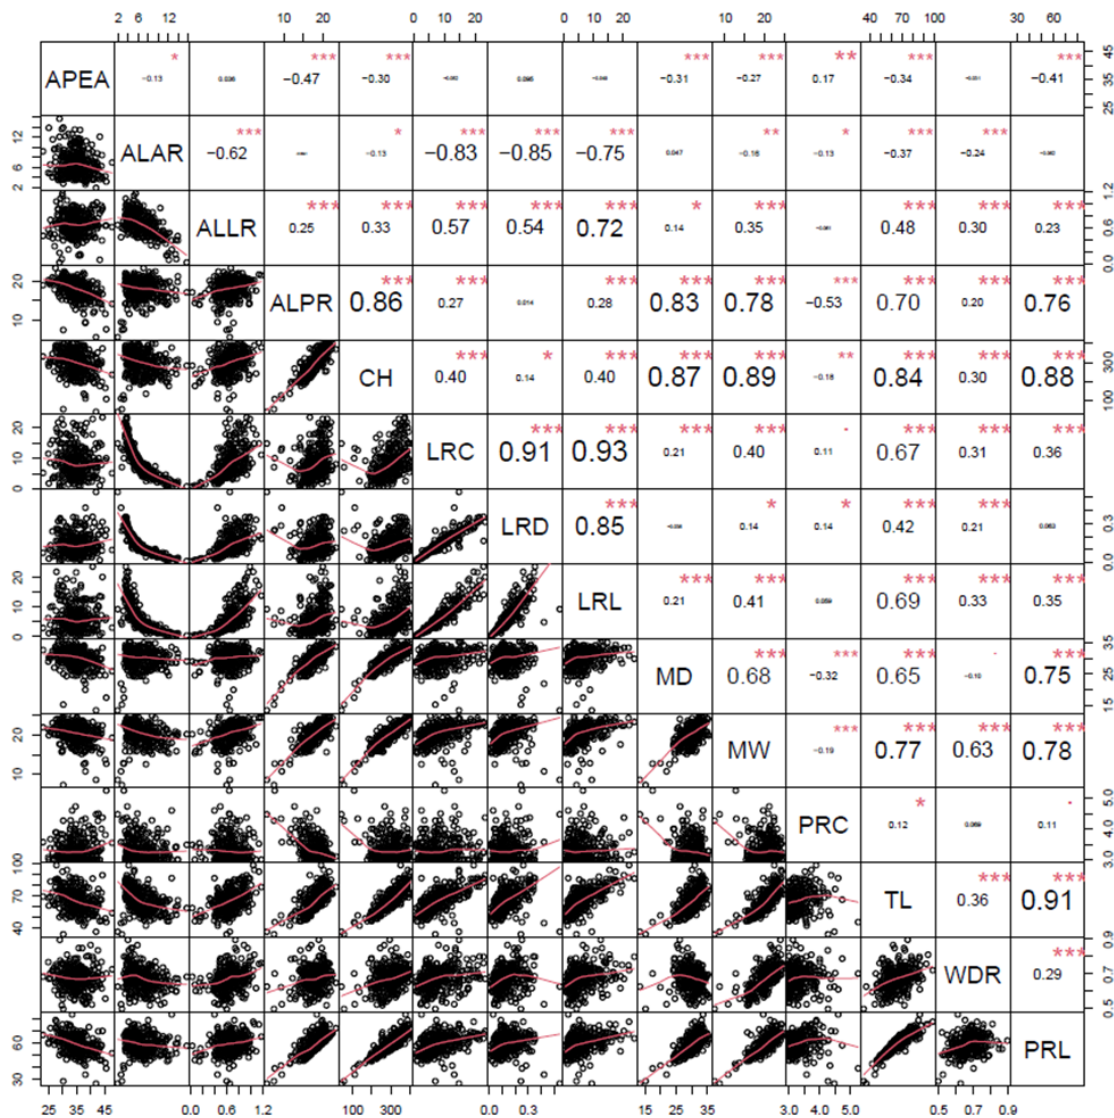 2 6 12 10 20 0 10 20 0 10 20 10 20 40 70 100 30 60
APEA * −0.13 *** −0.47 *** −0.30 *** −0.31 *** −0.27 ** 0.17 *** −0.34 *** −0.41 25 35 45
2 6 12 ALAR *** −0.62 * −0.13 *** −0.83 *** −0.85 *** −0.75 0.047 ** −0.16 * −0.13 *** −0.37 *** −0.24
ALLR *** 0.25 *** 0.33 *** 0.57 *** 0.54 *** 0.72 * 0.14 *** 0.35 *** 0.48 *** 0.30 *** 0.23 0.0 0.6 1.2
10 20 ALPR *** 0.86 *** 0.27 0.014 *** 0.28 *** 0.83 *** 0.78 *** −0.53 *** 0.70 *** 0.20 *** 0.76
CH *** 0.40 * 0.14 *** 0.40 *** 0.87 *** 0.89 ** −0.18 *** 0.84 *** 0.30 *** 0.88 100 300
0 10 20 LRC *** 0.91 *** 0.93 *** 0.21 *** 0.40 . 0.11 *** 0.67 *** 0.31 *** 0.36
LRD *** 0.85 * 0.14 * 0.14 *** 0.42 *** 0.21 0.063 0.0 0.3
0 10 20 LRL *** 0.21 *** 0.41 0.059 *** 0.69 *** 0.33 *** 0.35
MD *** 0.68 *** −0.32 *** 0.65 . −0.10 *** 0.75 15 25 35
10 20 MW *** −0.19 *** 0.77 *** 0.63 *** 0.78
PRC * 0.12 0.069 . 0.11 3.0 4.0 5.0
40 70 100 TL *** 0.36 *** 0.91
WDR *** 0.29 0.5 0.7 0.9
30 60 PRL
25 35 45 0.0 0.6 1.2 100 300 0.0 0.3 15 25 35 3.0 4.0 5.0 0.5 0.7 0.9